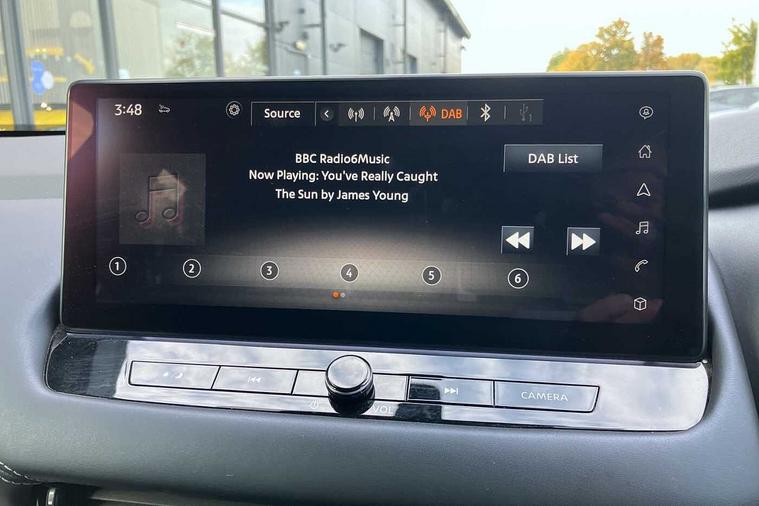 3:48
Source
DAB
BBC Radio6Music
Now Playing: You've Really Caught
The Sun by James Young
DAB List
1 2 3 4 5 6
VOL
CAMERA